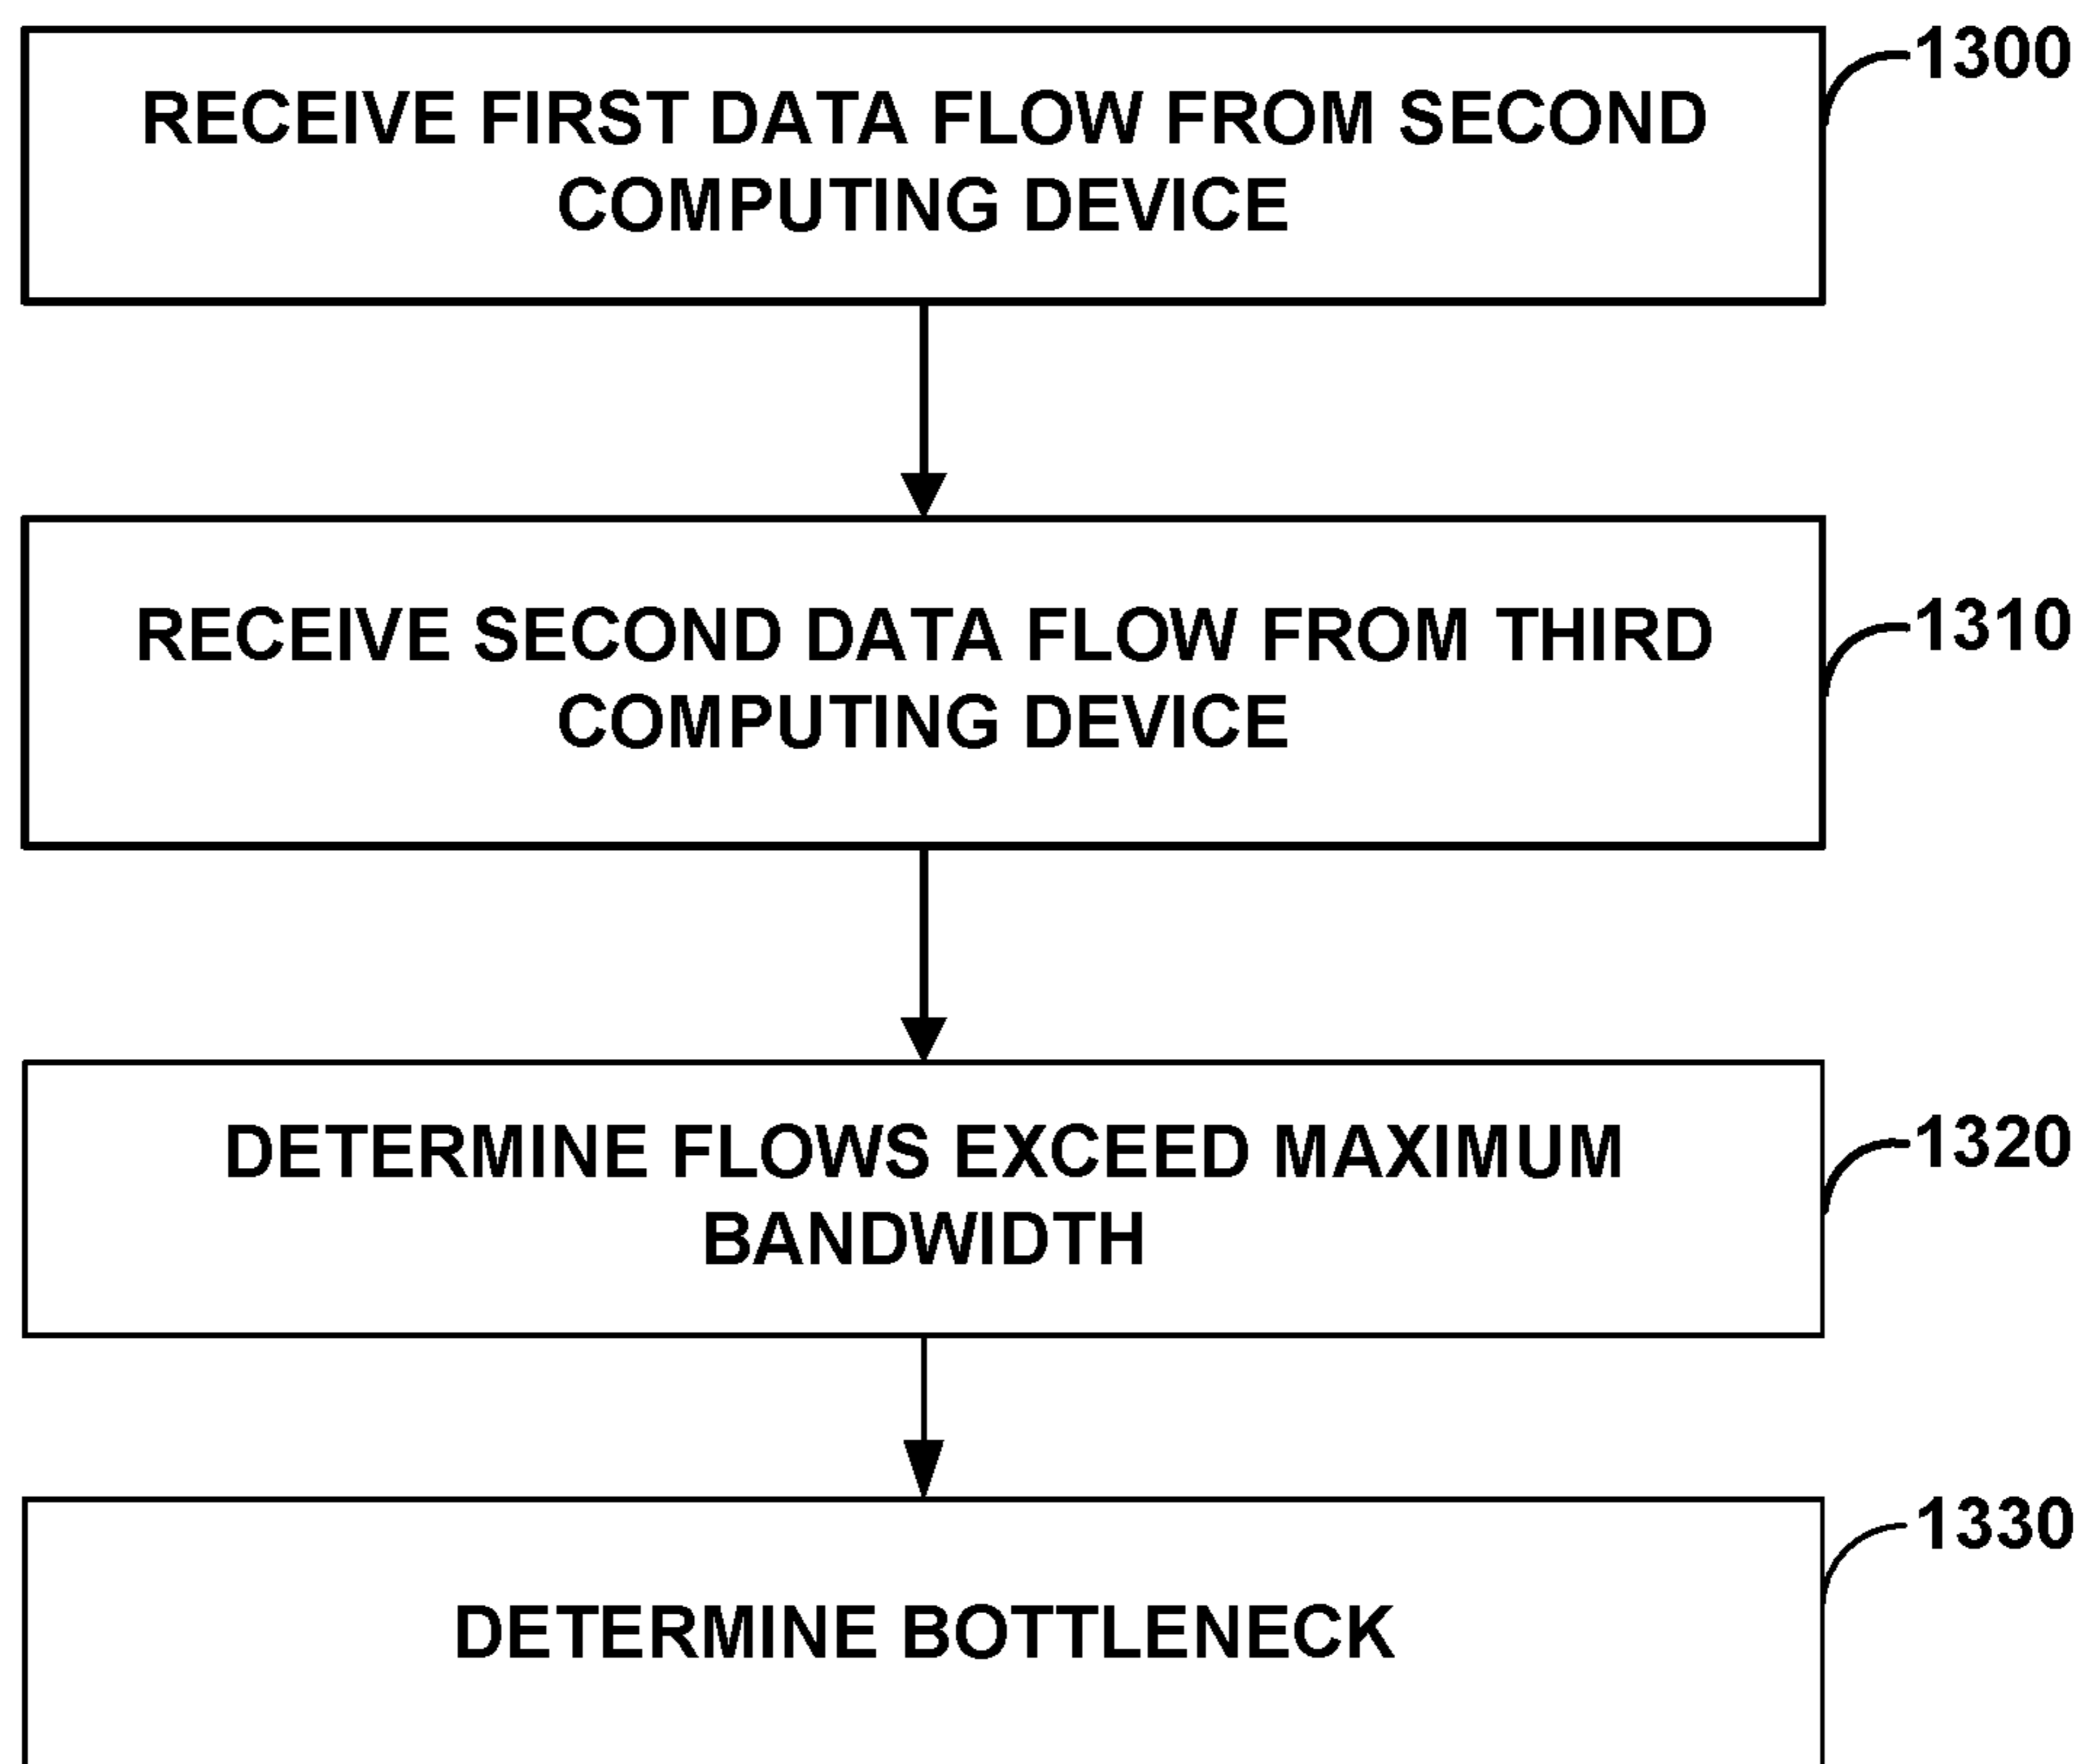 1300
RECEIVE FIRST DATA FLOW FROM SECOND
COMPUTING DEVICE
1310
RECEIVE SECOND DATA FLOW FROM THIRD
COMPUTING DEVICE
1320
DETERMINE FLOWS EXCEED MAXIMUM
BANDWIDTH
1330
DETERMINE BOTTLENECK